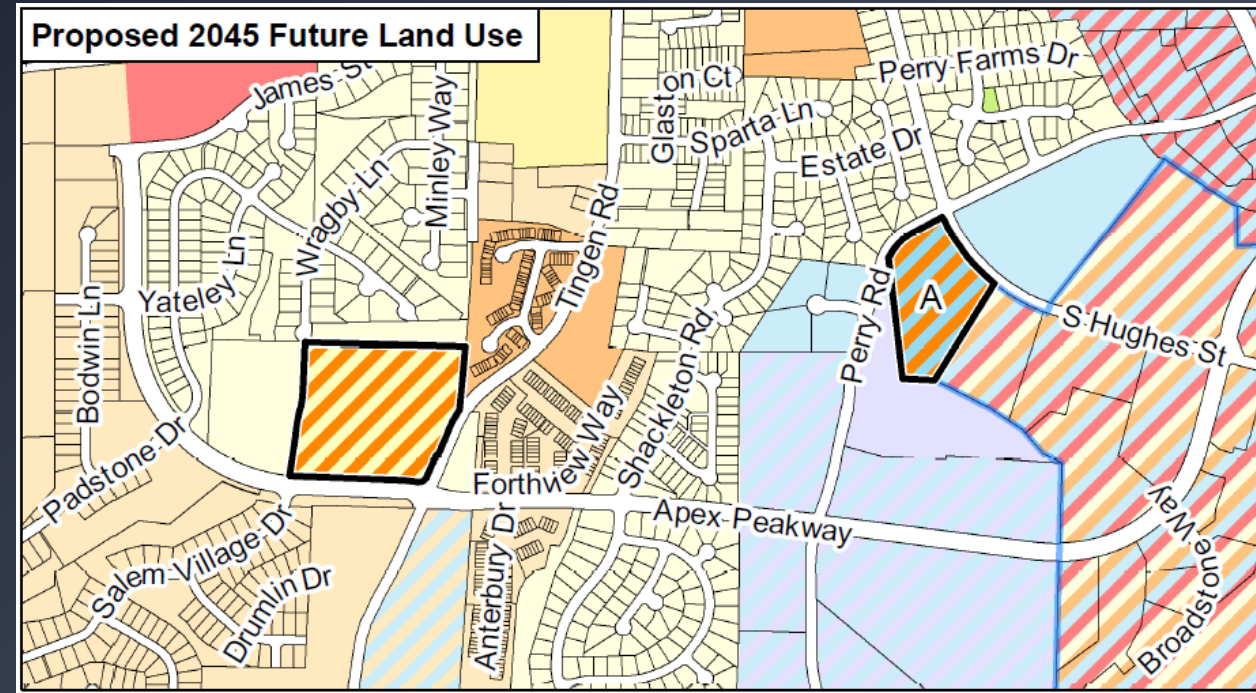 Proposed 2045 Future Land Use
James St
Minley Way
Glaston Ct
Perry Farms Dr
Sparta Ln
Estate Dr
Wragby Ln
Tingen Rd
Yateley Ln
Bodwin Ln
A
Perry Rd
S Hughes St
Shackleton Rd
Padstone Dr
Forthview Way
Apex Peakway
Salem Village Dr
Drumlin Dr
Anterbury Dr
Broadstone Way